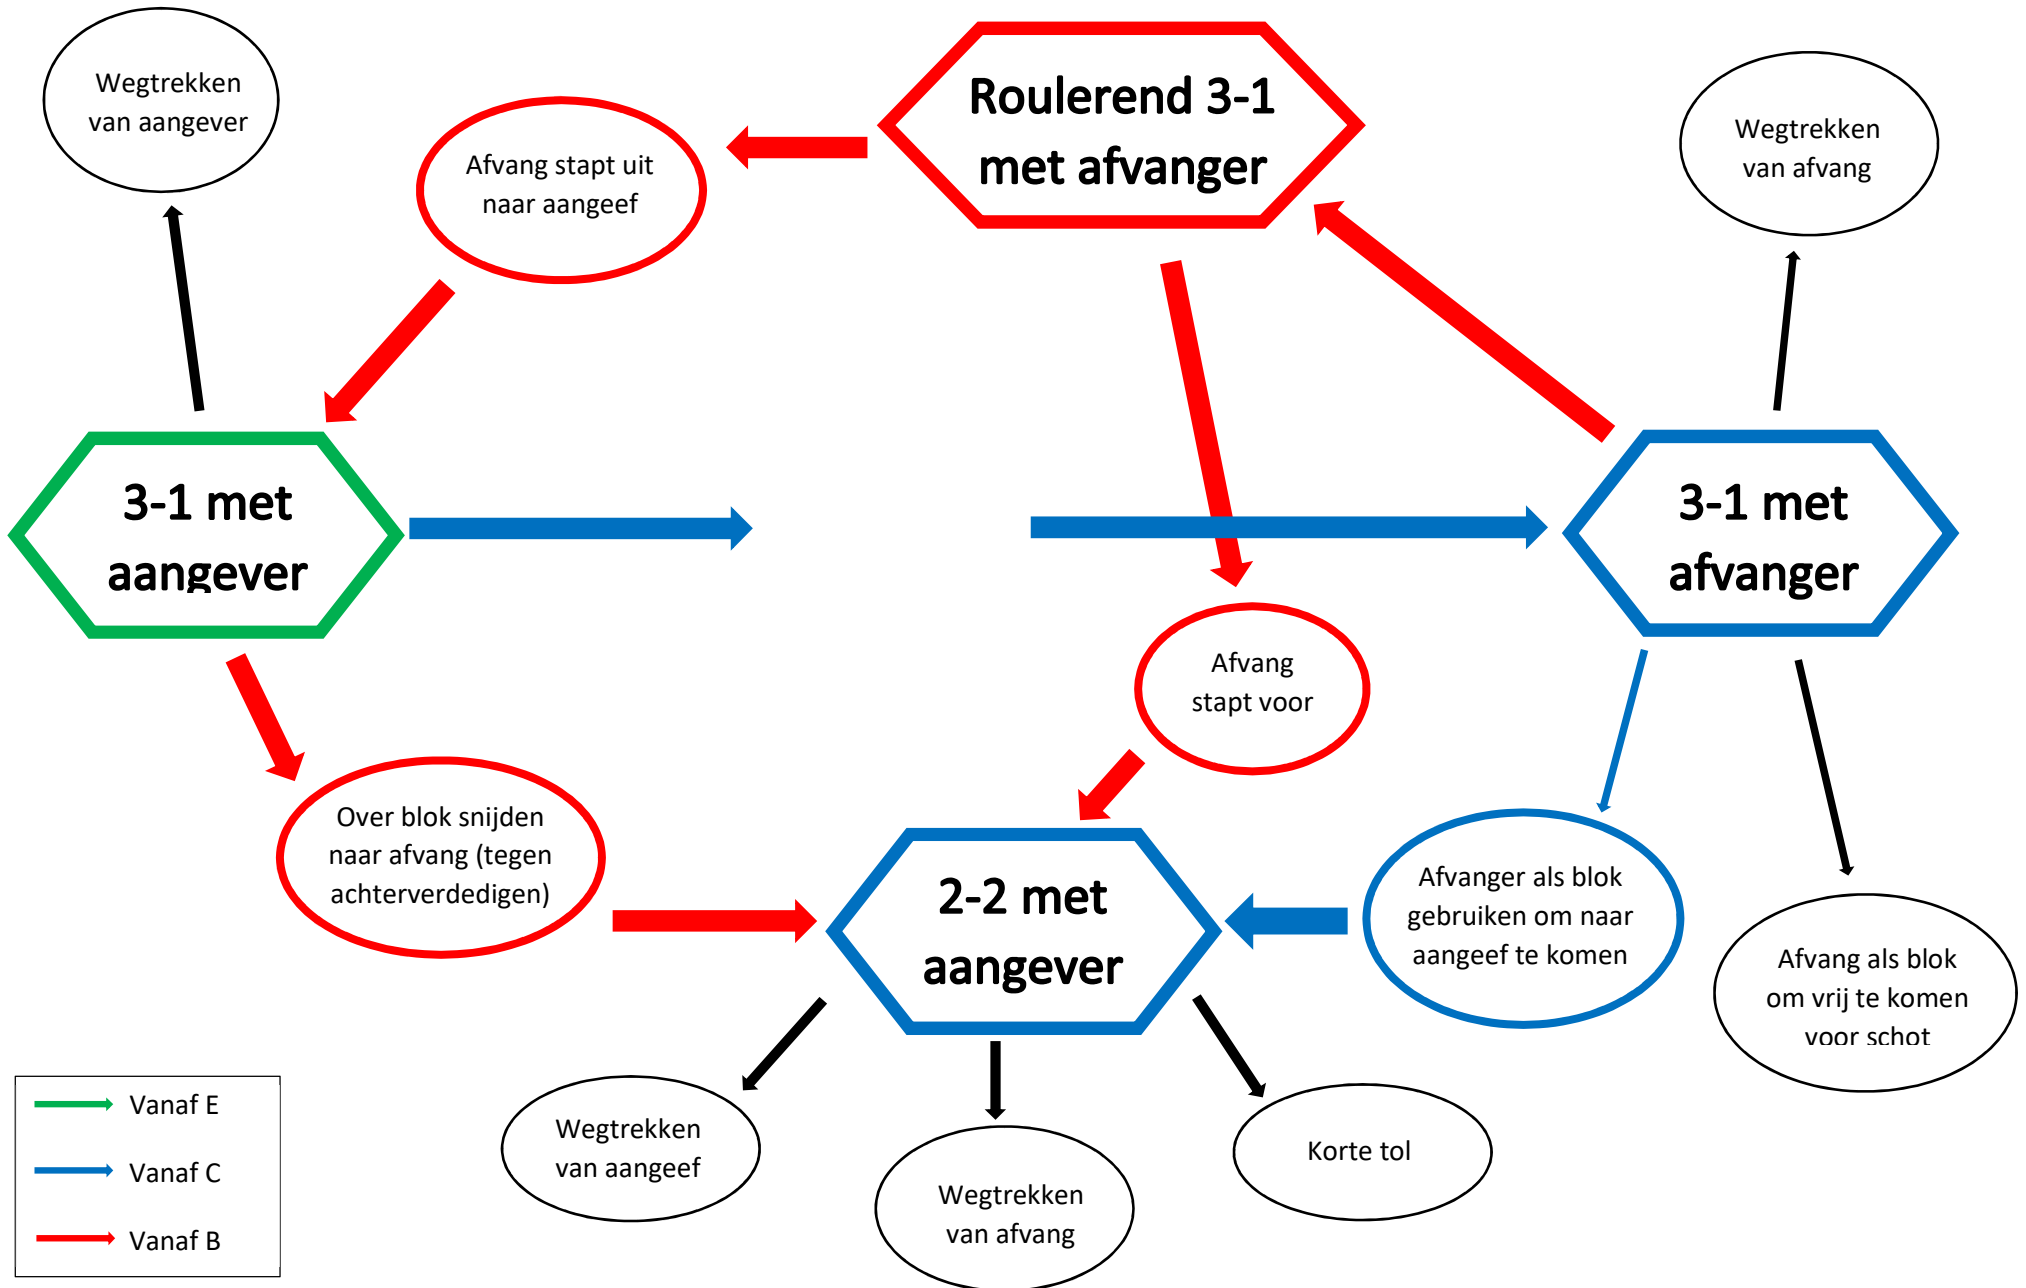 Wegtrekken
van aangever
Afvang stapt uit
naar aangeef
Roulerend 3-1
met afvanger
Wegtrekken
van afvang
3-1 met
aangever
3-1 met
afvanger
Afvang
stapt voor
Over blok snijden
naar afvang (tegen
achterverdedigen)
2-2 met
aangever
Afvanger als blok
gebruiken om naar
aangeef te komen
Afvang als blok
om vrij te komen
voor schot
Wegtrekken
van aangeef
Wegtrekken
van afvang
Korte tol
Vanaf E
Vanaf C
Vanaf B